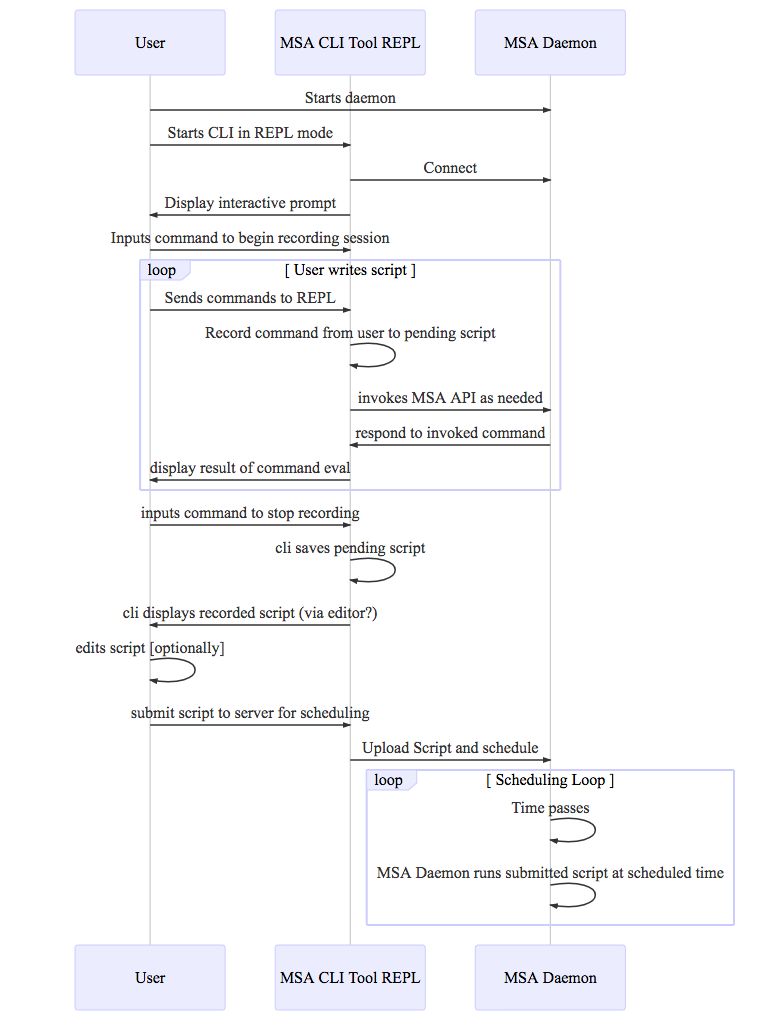 User
MSA CLI Tool REPL
MSA Daemon
Starts daemon
Starts CLI in REPL mode
Connect
Display interactive prompt
Inputs command to begin recording session
loop
[ User writes script ]
Sends commands to REPL
Record command from user to pending script
invokes MSA API as needed
respond to invoked command
display result of command eval
inputs command to stop recording
cli saves pending script
cli displays recorded script (via editor?)
edits script [optionally]
submit script to server for scheduling
Upload Script and schedule
loop
[ Scheduling Loop ]
Time passes
MSA Daemon runs submitted script at scheduled time
User
MSA CLI Tool REPL
MSA Daemon